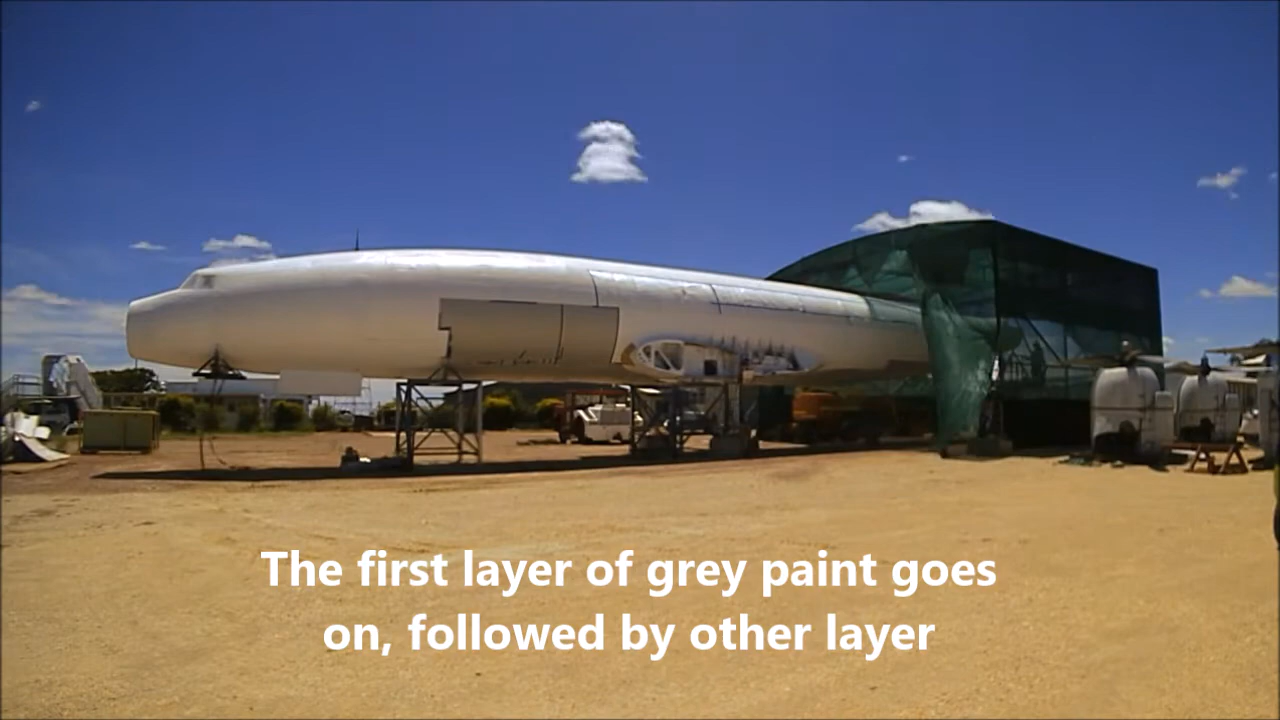 The first layer of grey paint goes
on, followed by other layer